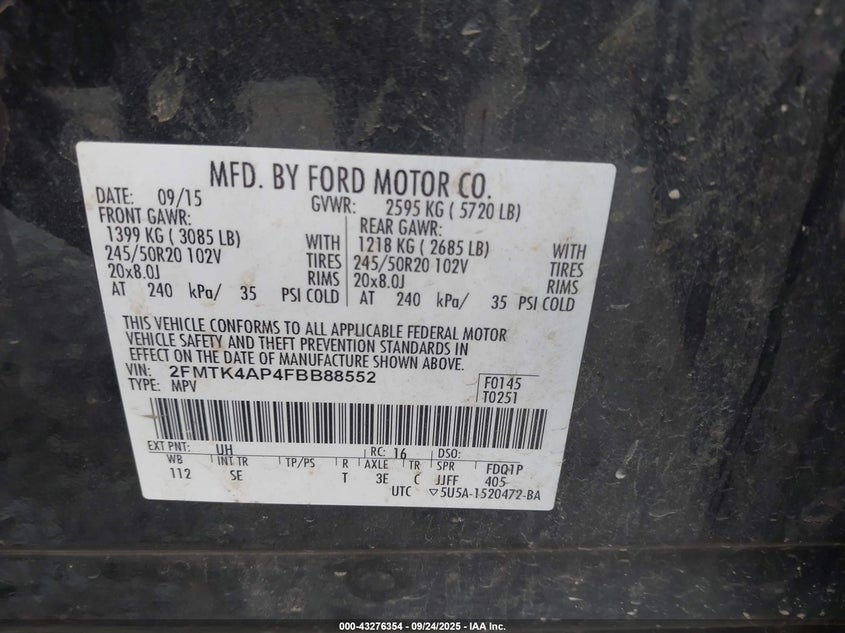 MFD. BY FORD MOTOR CO.
DATE: 09/15 GVWR: 2595 KG ( 5720 LB)
FRONT GAWR: REAR GAWR:
1399 KG ( 3085 LB) WITH 1218 KG ( 2685 LB) WITH
245/50R20 102V TIRES 245/50R20 102V TIRES
20x8.0J RIMS 20x8.0J RIMS
AT 240 kPa/ 35 PSI COLD AT 240 kPa/ 35 PSI COLD
THIS VEHICLE CONFORMS TO ALL APPLICABLE FEDERAL MOTOR
VEHICLE SAFETY AND THEFT PREVENTION STANDARDS IN
EFFECT ON THE DATE OF MANUFACTURE SHOWN ABOVE.
VIN: 2FMTK4AP4FBB88552 F0145
TYPE: MPV T0251
EXT PNT: UH RC: 16 DSO:
WB INT TR TP/PS R AXLE TR SPR FDQ1P
112 SE T 3E C JJFF 405
UTC ▽5U5A-1520472-BA
000-43276354 - 09/24/2025 - IAA Inc.